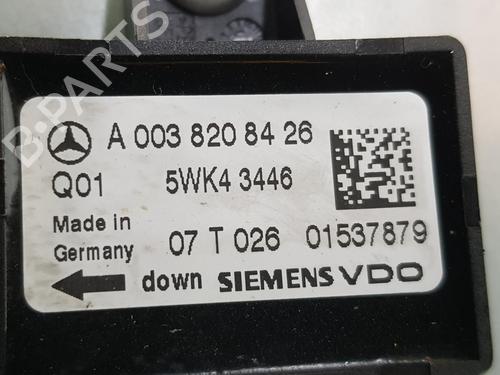 A 003 820 84 26
Q01 5WK4 3446
Made in
Germany
07 T 026 01537879
down SIEMENS VDO
B-PARTS